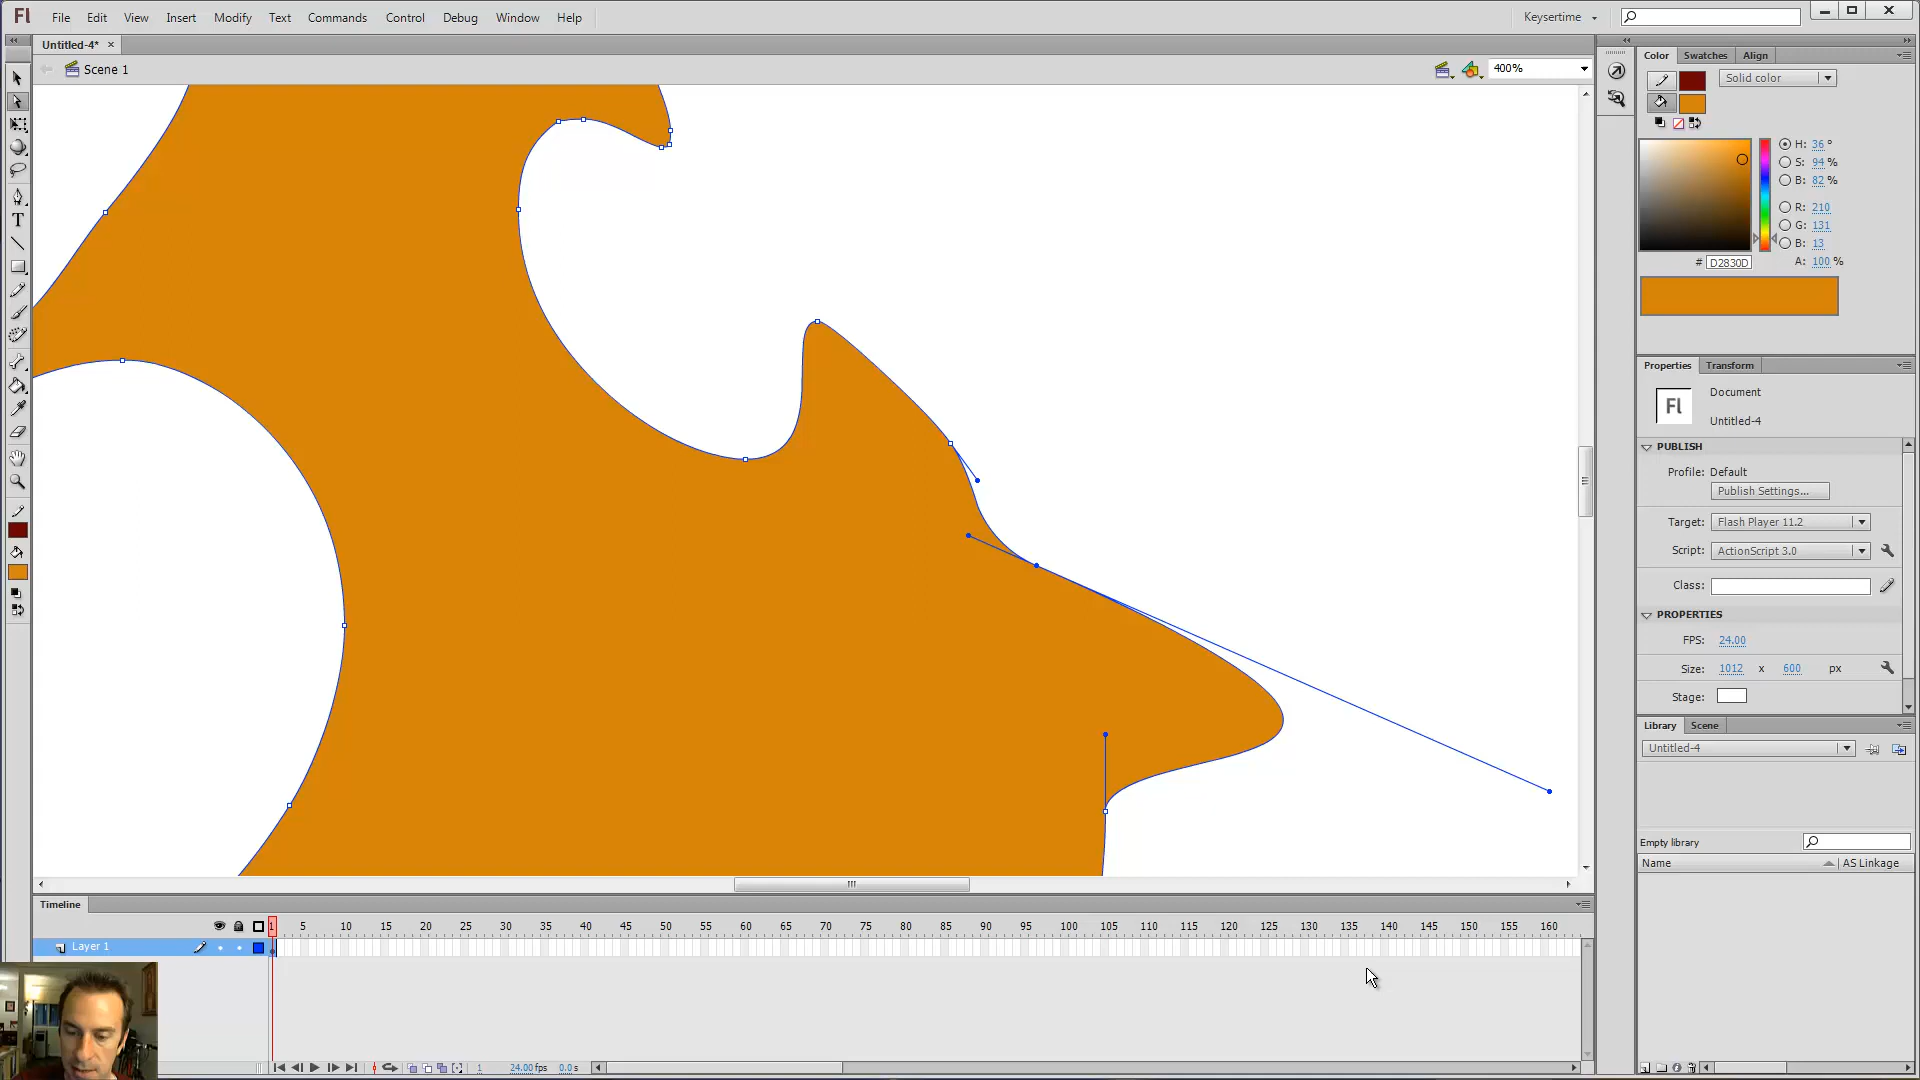 Fl File Edit View Insert Text Commands Control Debug Window Help Keysertime
Untitled-4* ×
Scene 1 400%
Color Swatches Align
Solid color
H: 36 °
S: 94 %
B: 82 %
R: 210
G: 131
B: 13
# D2830D A: 100 %
Properties Transform
Fl Document
Untitled-4
PUBLISH
Profile: Default
Publish Settings...
Target: Flash Player 11.2
Script: ActionScript 3.0
Class:
PROPERTIES
FPS: 24.00
Size: 1012 x 600 px
Stage:
Library Scene
Untitled-4
Empty library
Name AS Linkage
T
Timeline
1 5 10 15 20 25 30 35 40 45 50 55 60 65 70 75 80 85 90 95 100 105 110 115 120 125 130 135 140 145 150 155 160
Layer 1
1 24.00 fps 0.0 s